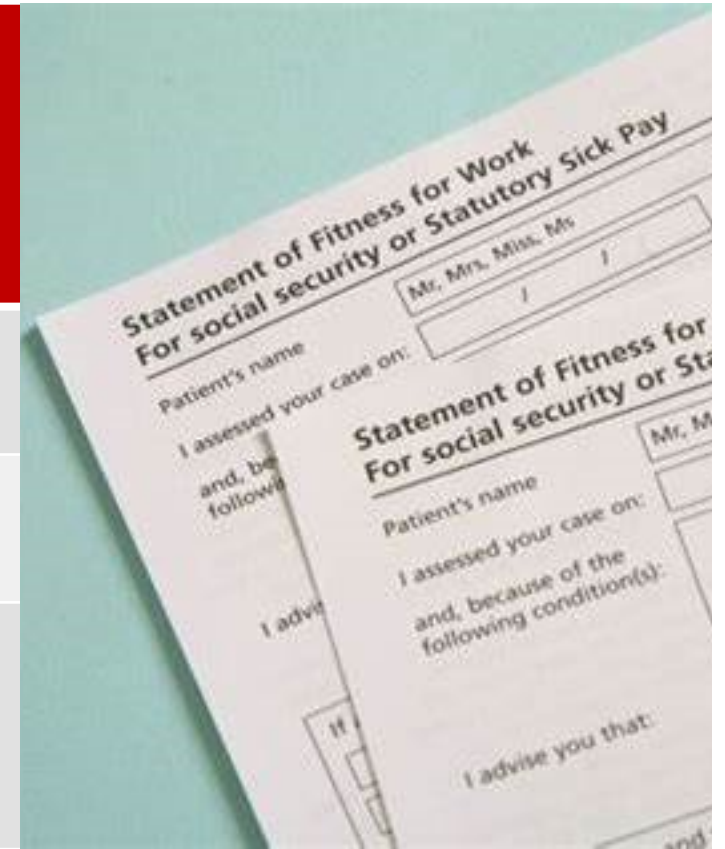 Statement of Fitness for Work
For social security or Statutory Sick Pay
Patient's name
Mr, Mrs, Miss, Ms
I assessed your case on:
/ /
and, be
followi
I advi
If
Statement of Fitness for
For social security or Sta
Patient's name
Mr, M
I assessed your case on:
and, because of the
following condition(s):
I advise you that:
and